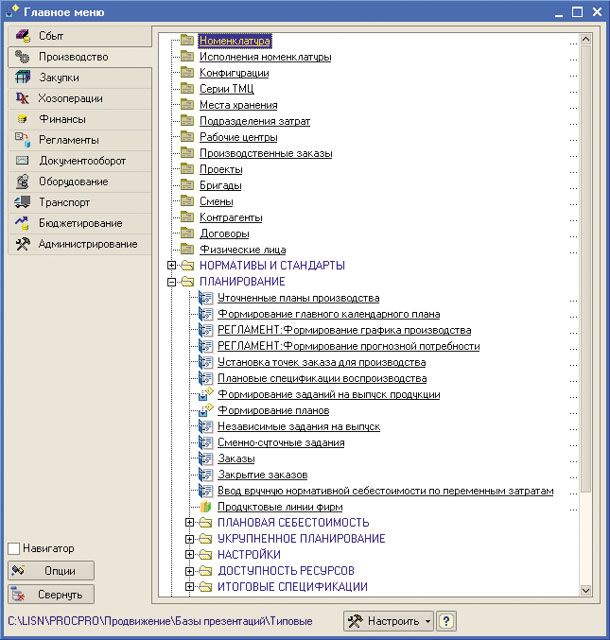 Главное меню
Сбыт
Производство
Закупки
Хозоперации
Финансы
Регламенты
Документооборот
Оборудование
Транспорт
Бюджетирование
Администрирование
Номенклатура ...
Исполнения номенклатуры ...
Конфигурации ...
Серии ТМЦ ...
Места хранения ...
Подразделения затрат ...
Рабочие центры ...
Производственные заказы ...
Проекты ...
Бригады ...
Смены ...
Контрагенты ...
Договоры ...
Физические лица ...
НОРМАТИВЫ И СТАНДАРТЫ
ПЛАНИРОВАНИЕ
Уточненные планы производства ...
Формирование главного календарного плана ...
РЕГЛАМЕНТ:Формирование графика производства ...
РЕГЛАМЕНТ:Формирование прогнозной потребности ...
Установка точек заказа для производства ...
Плановые спецификации воспроизводства ...
Формирование заданий на выпуск продукции ...
Формирование планов ...
Независимые задания на выпуск ...
Сменно-суточные задания ...
Заказы ...
Закрытие заказов ...
Ввод вручную нормативной себестоимости по переменным затратам ...
Продуктовые линии фирм ...
ПЛАНОВАЯ СЕБЕСТОИМОСТЬ
УКРУПНЕННОЕ ПЛАНИРОВАНИЕ
НАСТРОЙКИ
ДОСТУПНОСТЬ РЕСУРСОВ
ИТОГОВЫЕ СПЕЦИФИКАЦИИ
Навигатор
Опции
Свернуть
C:\LISN\PROCPRO\Продвижение\Базы презентаций\Типовые
Настроить
?